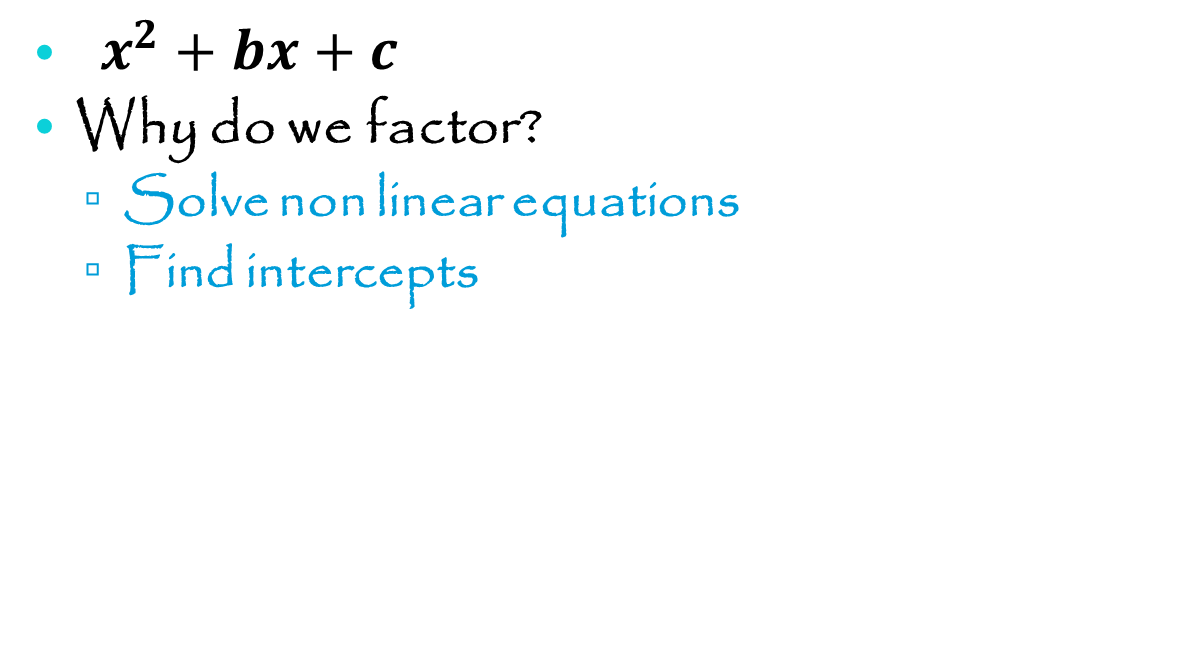 • x² + bx + c
• Why do we factor?
▫ Solve non linear equations
▫ Find intercepts